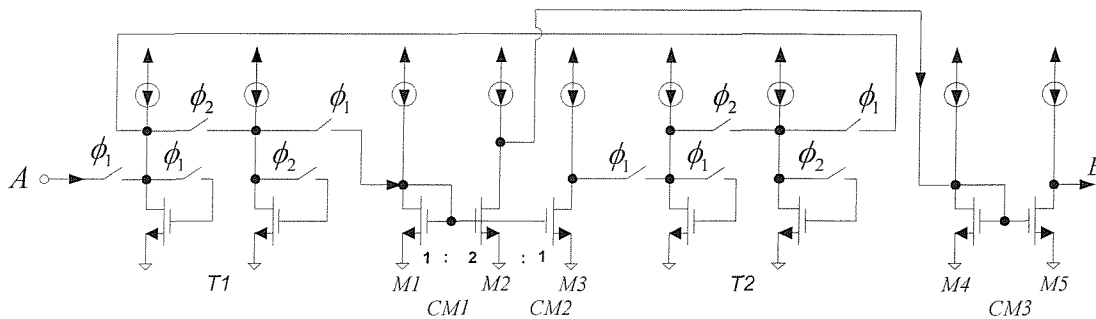 ϕ₂ ϕ₁ ϕ₂ ϕ₁
A ϕ₁ ϕ₁ ϕ₂ ϕ₁ ϕ₁ ϕ₂ B
1 : 2 : 1
T1 M1 M2 M3 T2 M4 M5
CM1 CM2 CM3